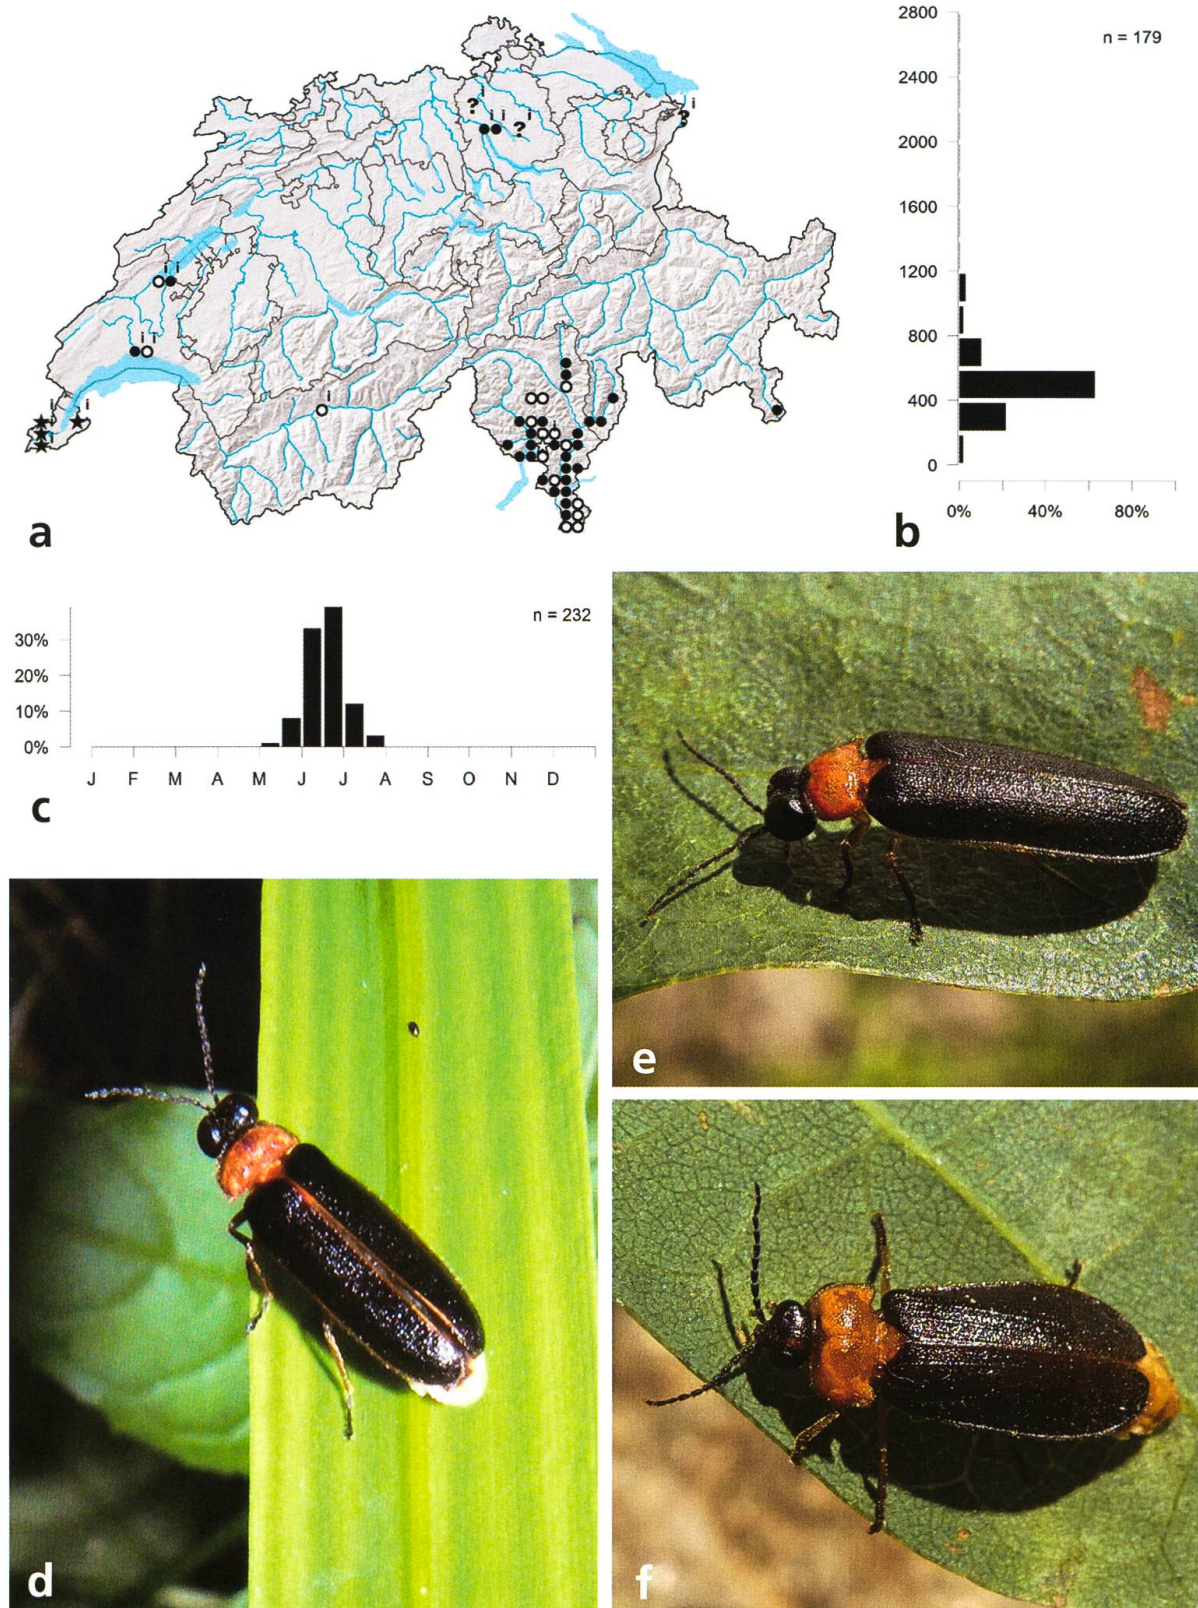 ? i
i i ? i
? i
i i
i i
i
i i
i
i
i
a
2800
n = 179
2400
2000
1600
1200
800
400
0
0% 40% 80%
b
n = 232
30%
20%
10%
0%
J F M A M J J A S O N D
c
d
e
f